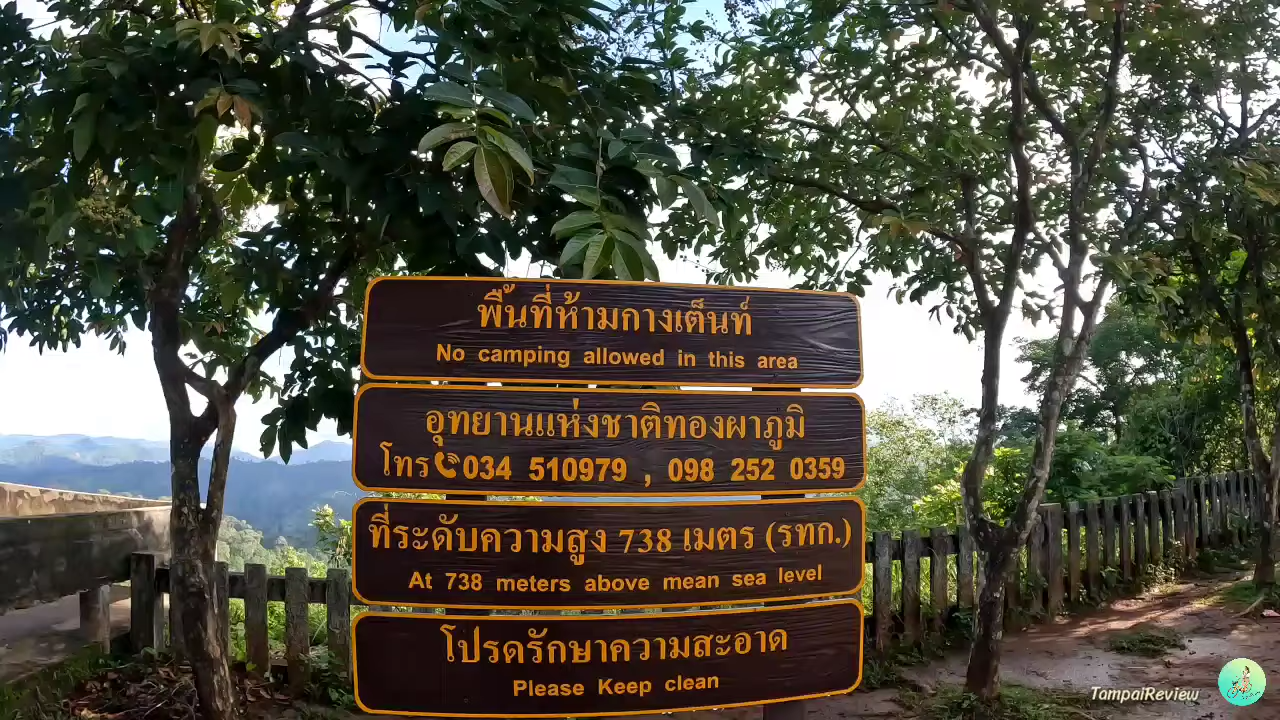 พื้นที่ห้ามกางเต็นท์
No camping allowed in this area
อุทยานแห่งชาติทองผาภูมิ
โทร 034 510979 , 098 252 0359
ที่ระดับความสูง 738 เมตร (รทก.)
At 738 meters above mean sea level
โปรดรักษาความสะอาด
Please Keep clean
TampaiReview